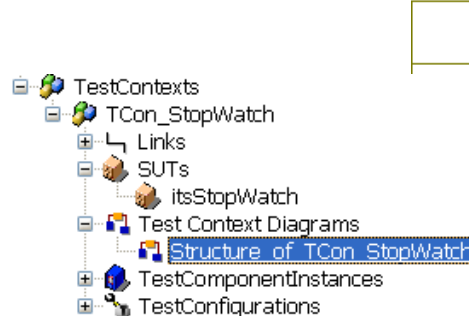 TestContexts
TCon_StopWatch
Links
SUTs
itsStopWatch
Test Context Diagrams
Structure_of_TCon_StopWatch
TestComponentInstances
TestConfigurations